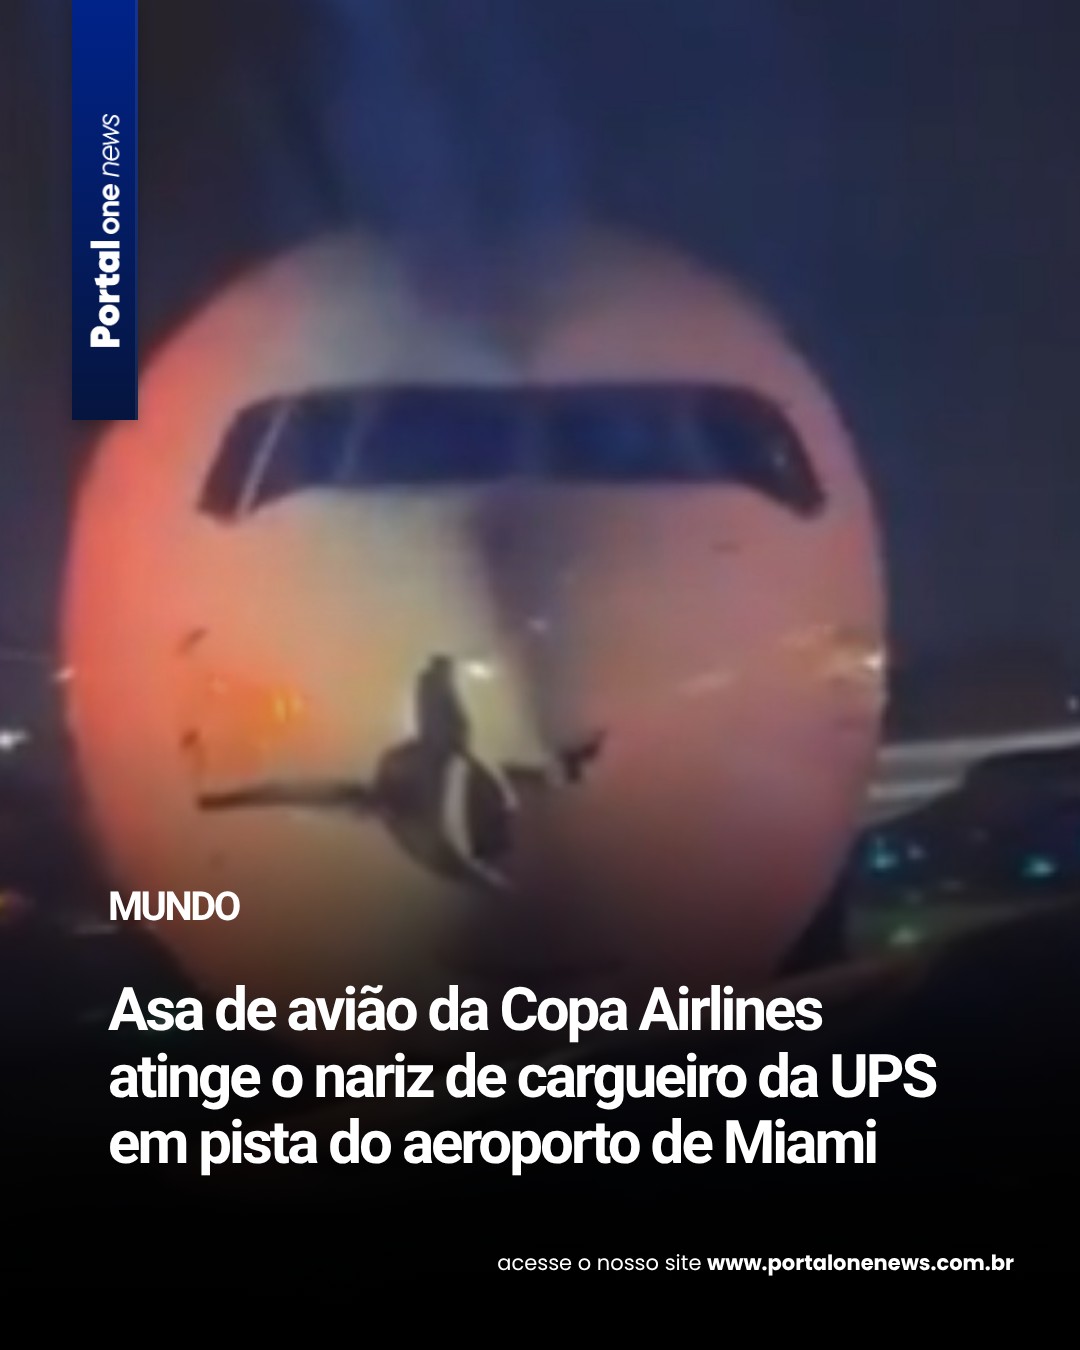 Portal one news
MUNDO
Asa de avião da Copa Airlines
atinge o nariz de cargueiro da UPS
em pista do aeroporto de Miami
acesse o nosso site www.portalonenews.com.br